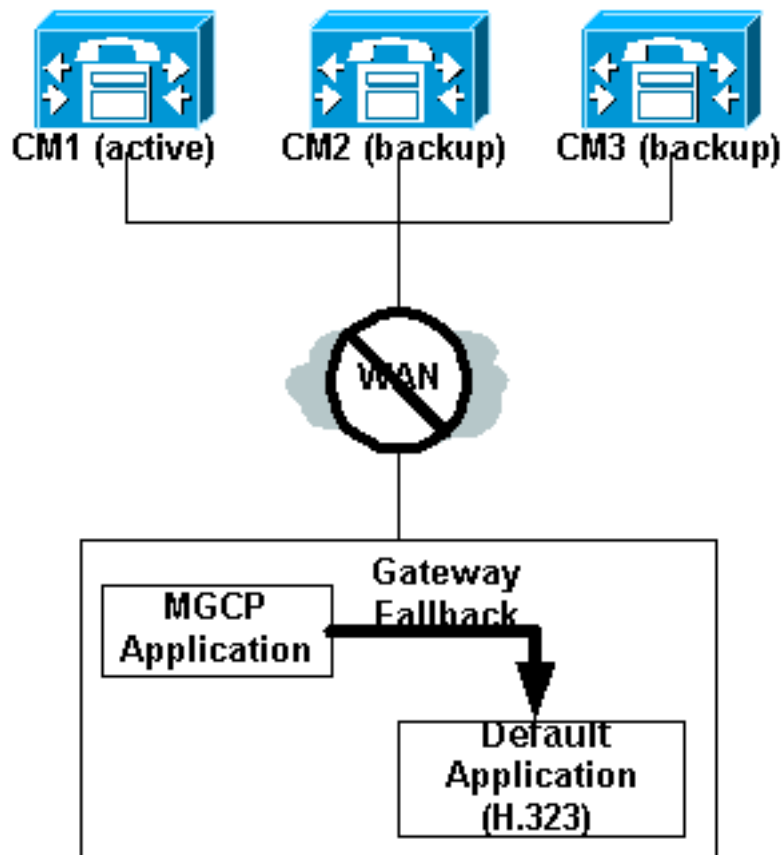 CM1 (active) CM2 (backup) CM3 (backup)
WAN
Gateway
Fallback
MGCP
Application
Default
Application
(H.323)